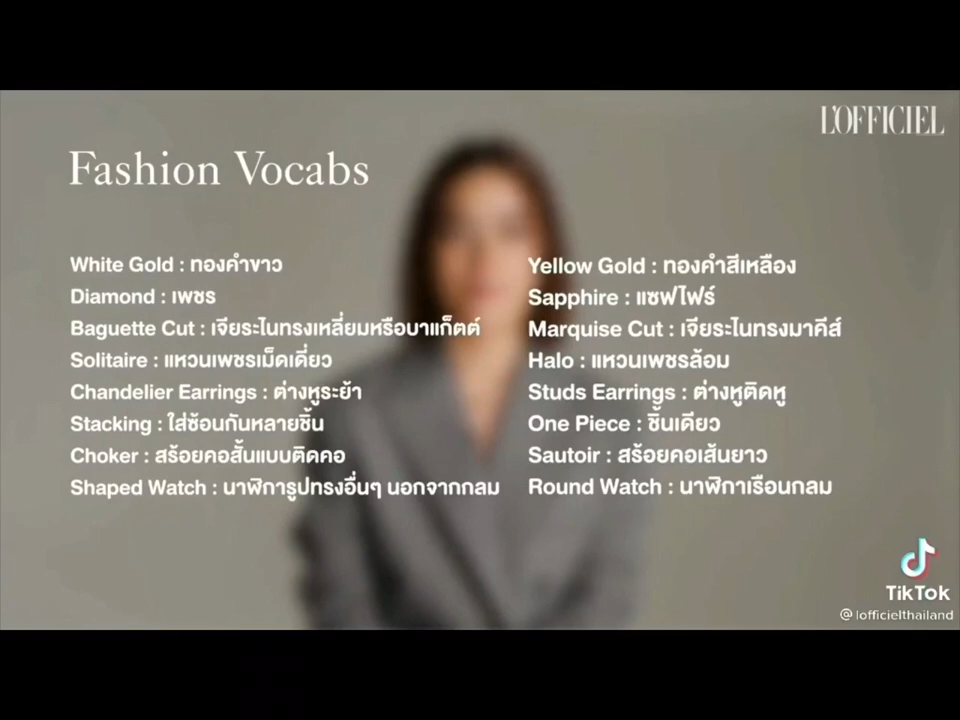 L'OFFICIEL
Fashion Vocabs
White Gold : ทองคำขาว
Diamond : เพชร
Baguette Cut : เจียระไนทรงเหลี่ยมหรือบาแก็ตต์
Solitaire : แหวนเพชรเม็ดเดี่ยว
Chandelier Earrings : ต่างหูระย้า
Stacking : ใส่ซ้อนกันหลายชิ้น
Choker : สร้อยคอสั้นแบบติดคอ
Shaped Watch : นาฬิการูปทรงอื่นๆ นอกจากกลม
Yellow Gold : ทองคำสีเหลือง
Sapphire : แซฟไฟร์
Marquise Cut : เจียระไนทรงมาคีส์
Halo : แหวนเพชรล้อม
Studs Earrings : ต่างหูติดหู
One Piece : ชิ้นเดียว
Sautoir : สร้อยคอเส้นยาว
Round Watch : นาฬิกาเรือนกลม
TikTok
@lofficielthailand